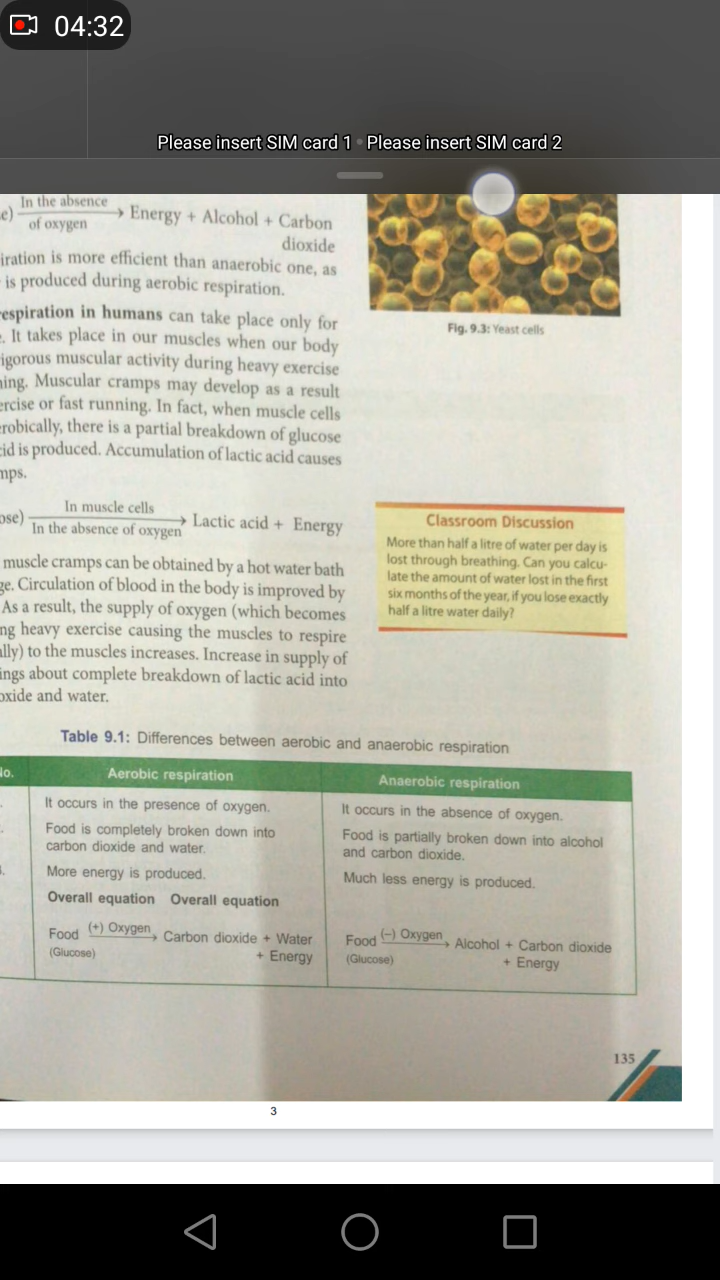 04:32
Please insert SIM card 1 • Please insert SIM card 2
e) In the absence of oxygen → Energy + Alcohol + Carbon
dioxide
iration is more efficient than anaerobic one, as
is produced during aerobic respiration.
espiration in humans can take place only for
. It takes place in our muscles when our body
igorous muscular activity during heavy exercise
ning. Muscular cramps may develop as a result
ercise or fast running. In fact, when muscle cells
robically, there is a partial breakdown of glucose
cid is produced. Accumulation of lactic acid causes
mps.
ose) In muscle cells In the absence of oxygen → Lactic acid + Energy
muscle cramps can be obtained by a hot water bath
ge. Circulation of blood in the body is improved by
As a result, the supply of oxygen (which becomes
ng heavy exercise causing the muscles to respire
ally) to the muscles increases. Increase in supply of
ings about complete breakdown of lactic acid into
oxide and water.
Fig. 9.3: Yeast cells
Classroom Discussion
More than half a litre of water per day is
lost through breathing. Can you calcu-
late the amount of water lost in the first
six months of the year, if you lose exactly
half a litre water daily?
Table 9.1: Differences between aerobic and anaerobic respiration
No. Aerobic respiration Anaerobic respiration
It occurs in the presence of oxygen. It occurs in the absence of oxygen.
Food is completely broken down into
carbon dioxide and water.
Food is partially broken down into alcohol
and carbon dioxide.
More energy is produced. Much less energy is produced.
Overall equation Overall equation
Food (+) Oxygen → Carbon dioxide + Water
(Glucose) + Energy
Food (–) Oxygen → Alcohol + Carbon dioxide
(Glucose) + Energy
135
3